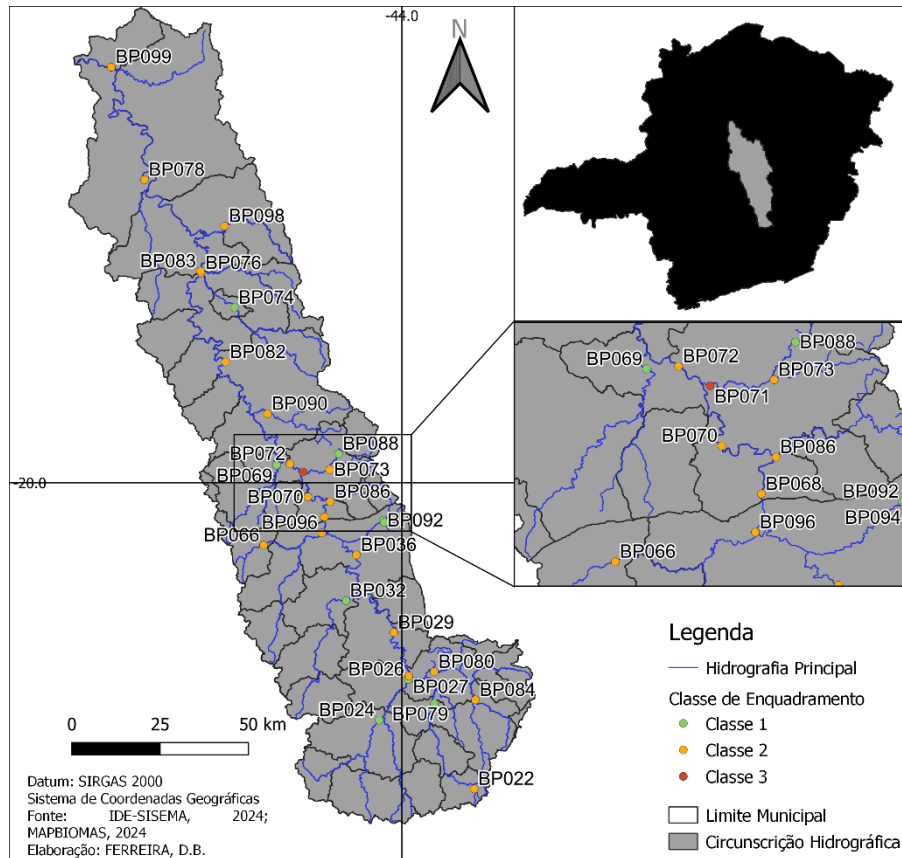 -44.0
N
BP099
BP078
BP098
BP083
BP076
BP074
BP082
BP090
BP088
BP072
BP069
BP073
-20.0
BP070
BP086
BP096
BP092
BP066
BP036
BP032
BP029
BP026
BP080
BP027
BP084
BP024
BP079
BP022
BP069
BP072
BP088
BP073
BP071
BP070
BP086
BP068
BP092
BP094
BP096
BP066
0 25 50 km
Datum: SIRGAS 2000
Sistema de Coordenadas Geográficas
Fonte: IDE-SISEMA, 2024;
MAPBIOMAS, 2024
Elaboração: FERREIRA, D.B.
Legenda
Hidrografia Principal
Classe de Enquadramento
Classe 1
Classe 2
Classe 3
Limite Municipal
Circunscrição Hidrográfica